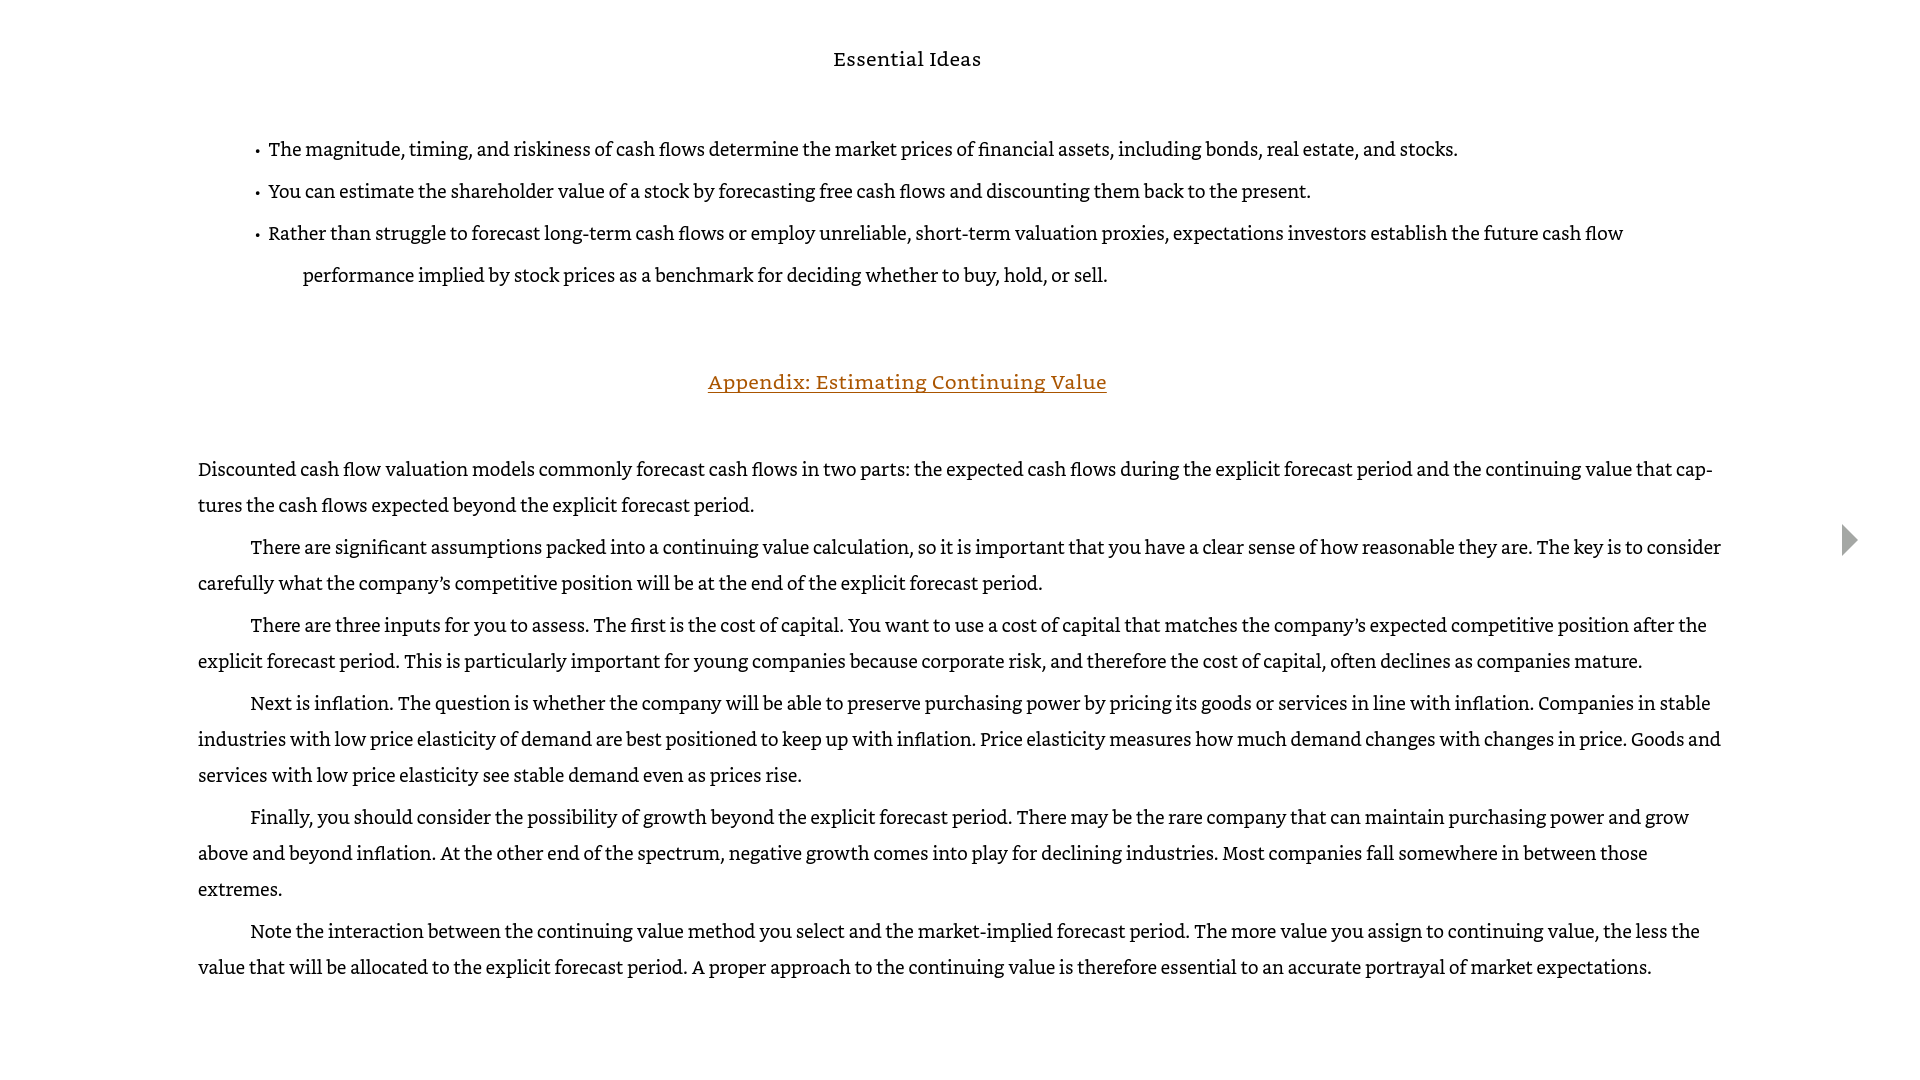 Essential Ideas
• The magnitude, timing, and riskiness of cash flows determine the market prices of financial assets, including bonds, real estate, and stocks.
• You can estimate the shareholder value of a stock by forecasting free cash flows and discounting them back to the present.
• Rather than struggle to forecast long-term cash flows or employ unreliable, short-term valuation proxies, expectations investors establish the future cash flow
performance implied by stock prices as a benchmark for deciding whether to buy, hold, or sell.
Appendix: Estimating Continuing Value
Discounted cash flow valuation models commonly forecast cash flows in two parts: the expected cash flows during the explicit forecast period and the continuing value that cap-
tures the cash flows expected beyond the explicit forecast period.
There are significant assumptions packed into a continuing value calculation, so it is important that you have a clear sense of how reasonable they are. The key is to consider
carefully what the company’s competitive position will be at the end of the explicit forecast period.
There are three inputs for you to assess. The first is the cost of capital. You want to use a cost of capital that matches the company’s expected competitive position after the
explicit forecast period. This is particularly important for young companies because corporate risk, and therefore the cost of capital, often declines as companies mature.
Next is inflation. The question is whether the company will be able to preserve purchasing power by pricing its goods or services in line with inflation. Companies in stable
industries with low price elasticity of demand are best positioned to keep up with inflation. Price elasticity measures how much demand changes with changes in price. Goods and
services with low price elasticity see stable demand even as prices rise.
Finally, you should consider the possibility of growth beyond the explicit forecast period. There may be the rare company that can maintain purchasing power and grow
above and beyond inflation. At the other end of the spectrum, negative growth comes into play for declining industries. Most companies fall somewhere in between those
extremes.
Note the interaction between the continuing value method you select and the market-implied forecast period. The more value you assign to continuing value, the less the
value that will be allocated to the explicit forecast period. A proper approach to the continuing value is therefore essential to an accurate portrayal of market expectations.